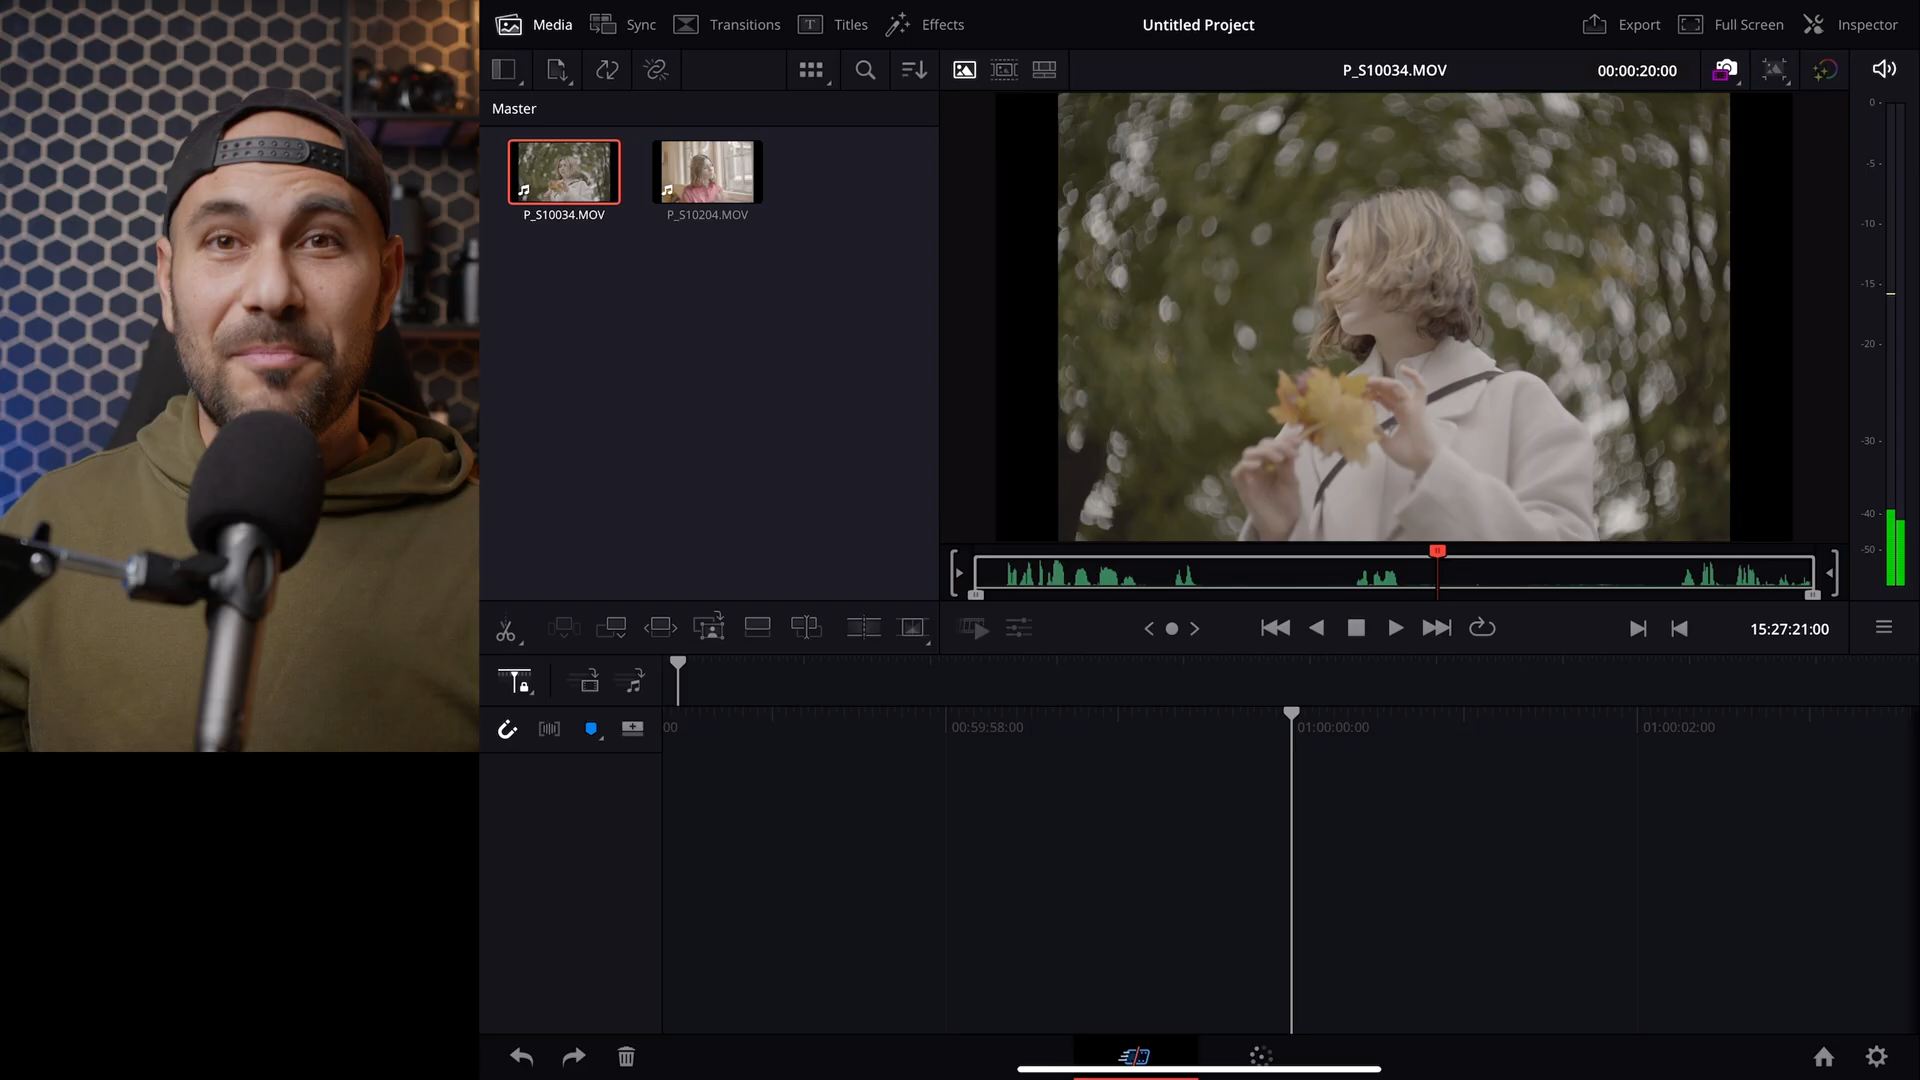 Media
Sync
Transitions
Titles
Effects
Untitled Project
Export
Full Screen
Inspector
P_S10034.MOV
00:00:20:00
Master
P_S10034.MOV
P_S10204.MOV
0
-5
-10
-15
-20
-30
-40
-50
15:27:21:00
00
00:59:58:00
01:00:00:00
01:00:02:00